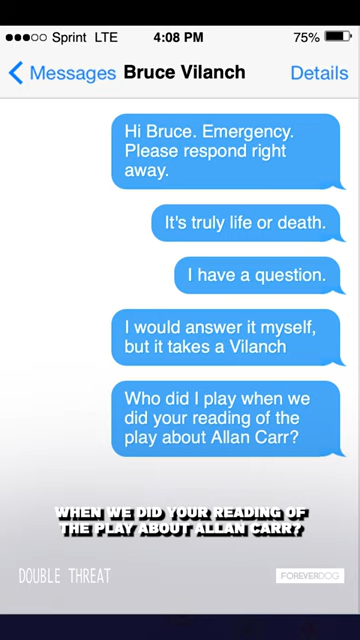 Sprint LTE 4:08 PM 75%
Messages Bruce Vilanch Details
Hi Bruce. Emergency.
Please respond right
away.
It's truly life or death.
I have a question.
I would answer it myself,
but it takes a Vilanch
Who did I play when we
did your reading of the
play about Allan Carr?
WHEN WE DID YOUR READING OF
THE PLAY ABOUT ALLAN CARR?
DOUBLE THREAT FOREVERDOG